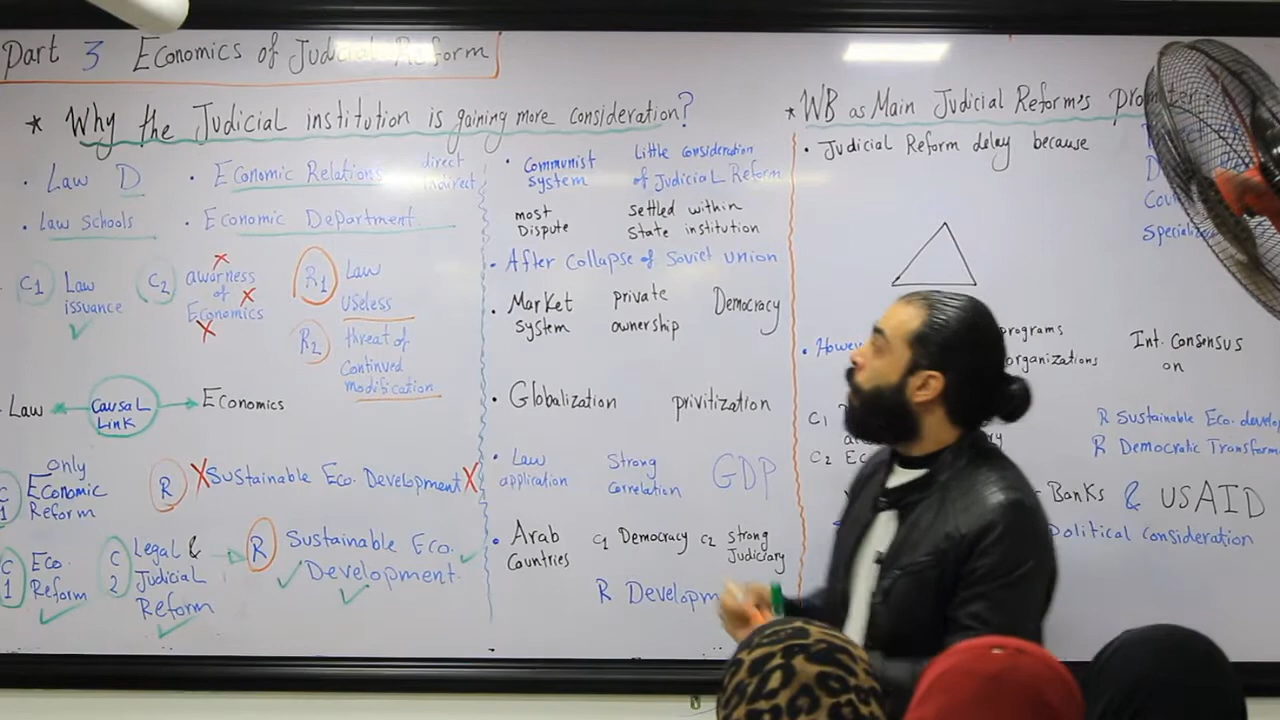 Part 3 Economics of Judicial Reform
* Why the Judicial institution is gaining more consideration?
• Law D • Economic Relations direct
indirect
• Law Schools • Economic Department
C1 Law
issuance
C2 awarness
of
Economics
R1 Law
useless
R2 threat of
Continued
modification
Law Causal Link Economics
C1 only
Economic
Reform
R X Sustainable Eco. Development X
C1 Eco.
Reform
C2 Legal &
Judicial
Reform
R Sustainable Eco.
Development
• Communist
System
Little consideration
of Judicial Reform
most
Dispute
settled within
state institution
• After collapse of Soviet union
• Market
System
private
ownership
Democracy
• Globalization privitization
• Law
application
Strong
Correlation
GDP
• Arab
Countries
C1 Democracy C2 strong
Judiciary
R Developm
* WB as Main Judicial Reform's
• Judicial Reform delay because
• programs
organizations
Int. Consensus
on
C1
C2 Ec
R Sustainable Eco.
R Democratic
Banks & USAID
Political consideration